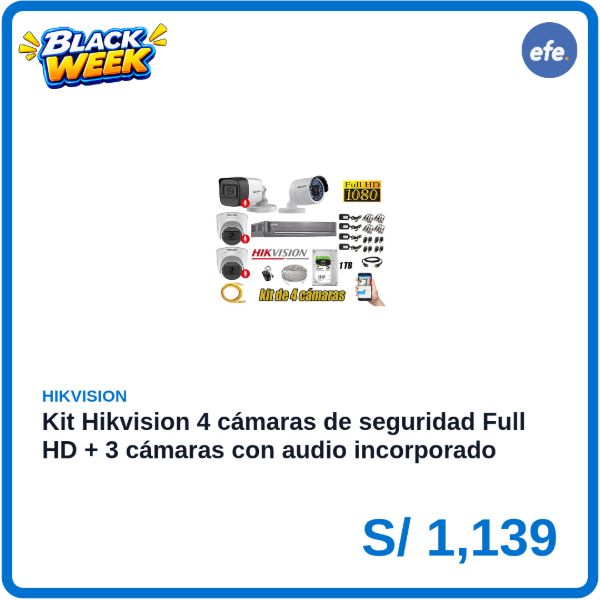 BLACK
WEEK
efe.
Full HD
1080
HIKVISION
1 TB
kit de 4 cámaras
HIKVISION
Kit Hikvision 4 cámaras de seguridad Full
HD + 3 cámaras con audio incorporado
S/ 1,139